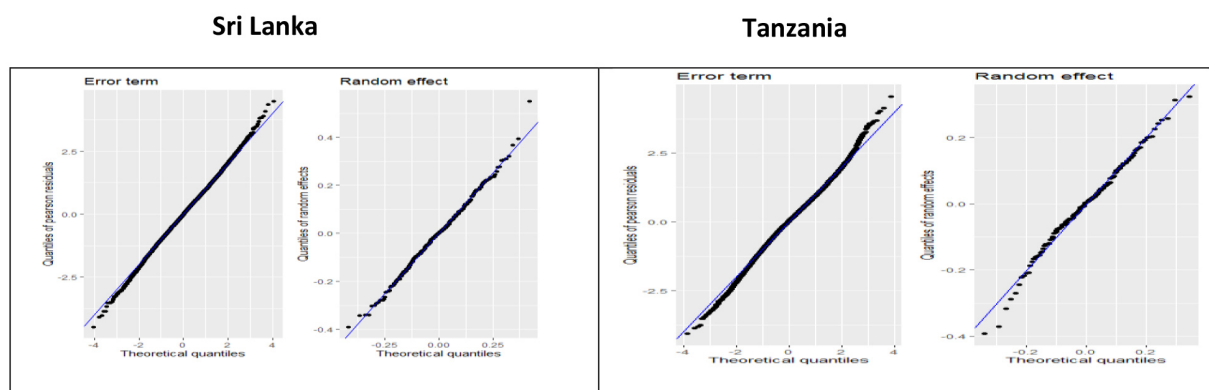 Sri Lanka
Tanzania
Error term
Random effect
Quantiles of pearson residuals
2.5
0.0
-2.5
-4 -2 0 2 4
Theoretical quantiles
Quantiles of random effects
0.4
0.2
0.0
-0.2
-0.4
-0.25 0.00 0.25
Theoretical quantiles
Error term
Random effect
Quantiles of pearson residuals
2.5
0.0
-2.5
-4 -2 0 2 4
Theoretical quantiles
Quantiles of random effects
0.2
0.0
-0.2
-0.4
-0.2 0.0 0.2
Theoretical quantiles